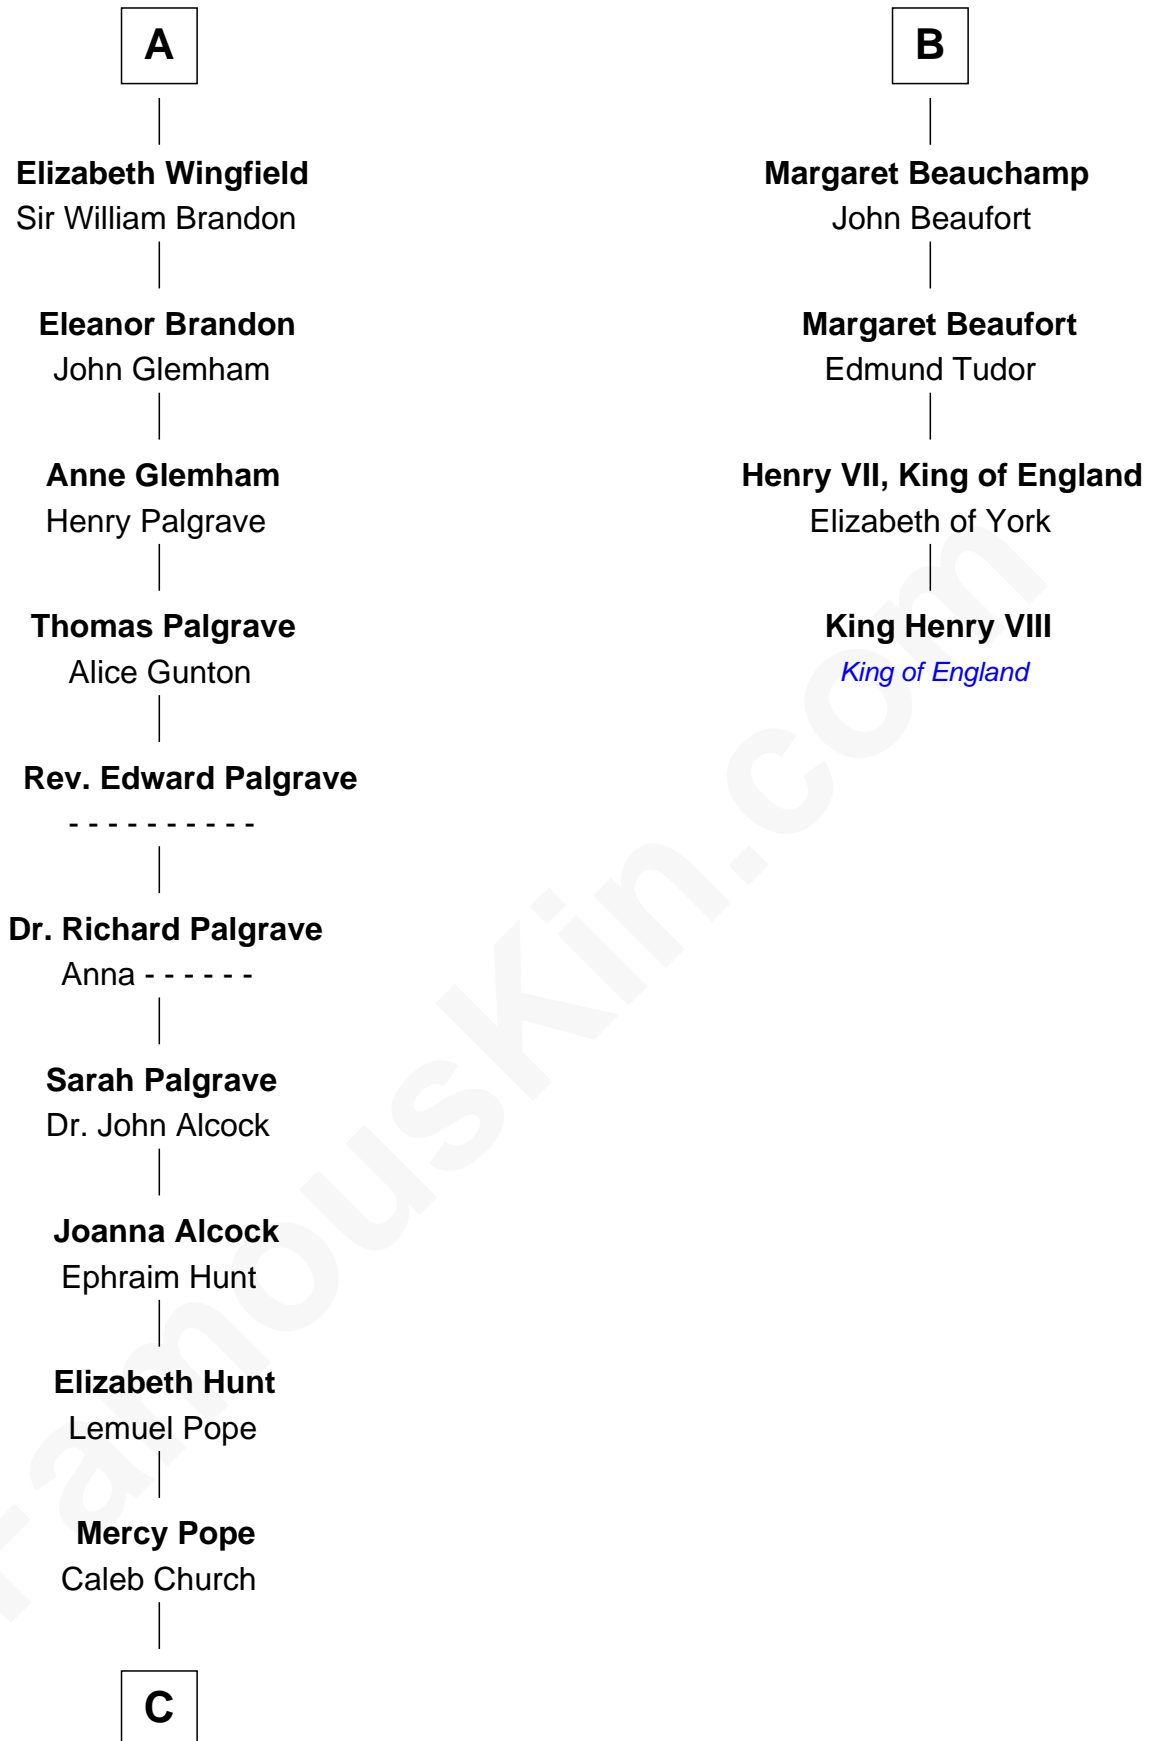 A
Elizabeth Wingfield
Sir William Brandon
Eleanor Brandon
John Glemham
Anne Glemham
Henry Palgrave
Thomas Palgrave
Alice Gunton
Rev. Edward Palgrave
- - - - - - - - - -
Dr. Richard Palgrave
Anna - - - - - -
Sarah Palgrave
Dr. John Alcock
Joanna Alcock
Ephraim Hunt
Elizabeth Hunt
Lemuel Pope
Mercy Pope
Caleb Church
C
B
Margaret Beauchamp
John Beaufort
Margaret Beaufort
Edmund Tudor
Henry VII, King of England
Elizabeth of York
King Henry VIII
King of England
FamousKin.com